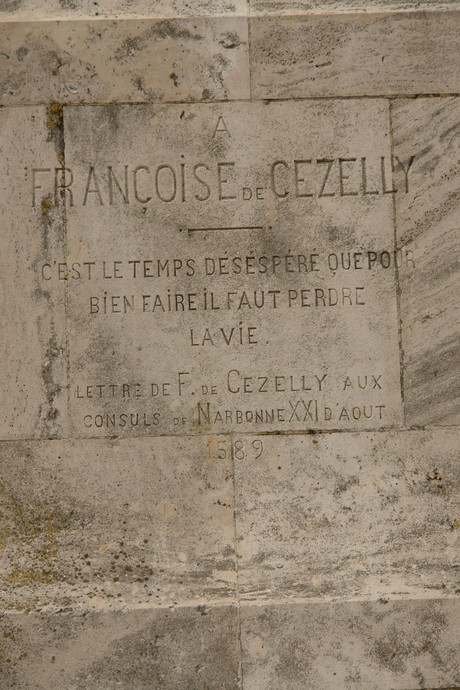 A
FRANÇOISE DE CEZELLY
C'EST LE TEMPS DÉSÉSPÉRÉ QUE POUR
BIEN FAIRE IL FAUT PERDRE
LA VIE.
LETTRE DE F. DE CEZELLY AUX
CONSULS DE NARBONNE XXI D'AOUT
1589